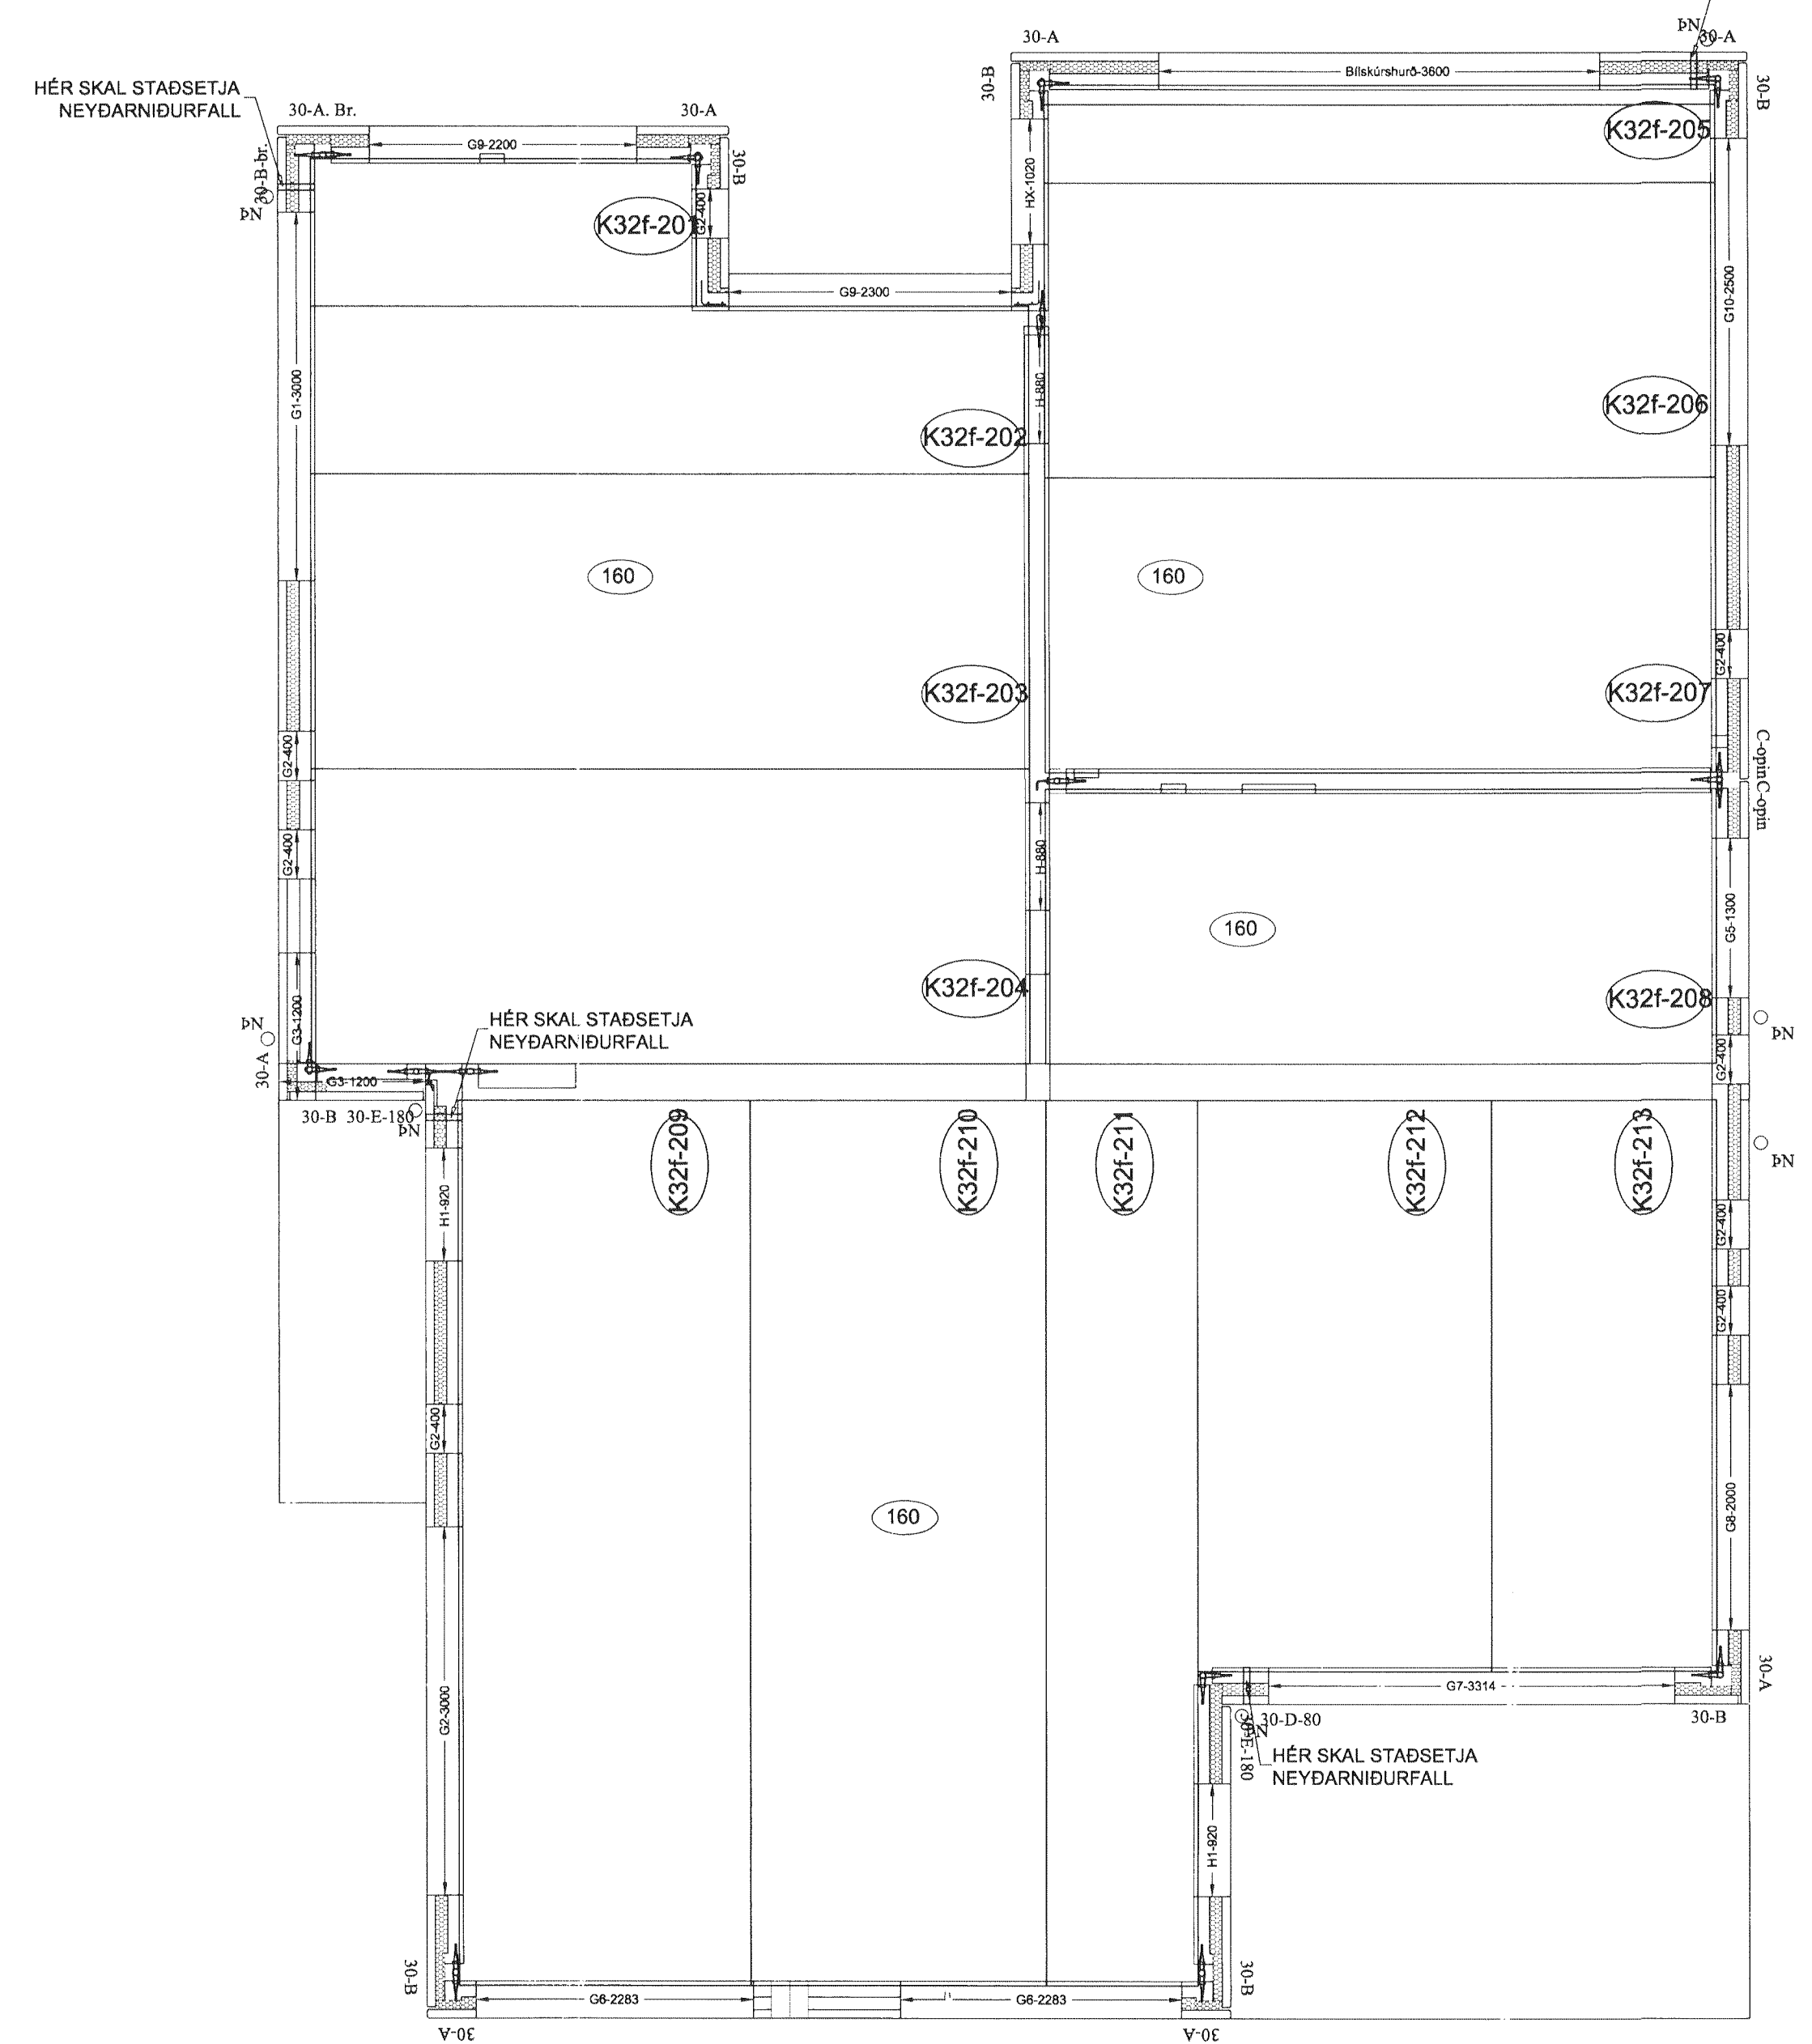 ÞN
30-A
30-A
30-B
Bílskúrshurð-3600
30-B
HÉR SKAL STAÐSETJA
NEYÐARNIÐURFALL
30-A. Br.
30-A
K32f-205
G9-2200
30-B
30-B-br.
HX-1020
ÞN
K32f-201
G2-400
G9-2300
G10-2500
G1-3000
H-880
K32f-206
K32f-202
160
160
G2-400
K32f-203
K32f-207
G2-400
C-opin
C-opin
G2-400
H-880
G5-1300
160
K32f-204
K32f-208
G3-1200
ÞN
HÉR SKAL STAÐSETJA
NEYÐARNIÐURFALL
ÞN
30-A
G3-1200
G2-400
30-B
30-E-180
ÞN
K32f-209
K32f-210
K32f-211
K32f-212
K32f-213
ÞN
H1-920
G2-400
G2-400
G2-400
160
G8-2000
G2-3000
30-A
G7-3314
30-D-80
30-B
ÞN
30-E-180
HÉR SKAL STAÐSETJA
NEYÐARNIÐURFALL
H1-920
30-B
30-B
G6-2283
G6-2283
30-A
30-A